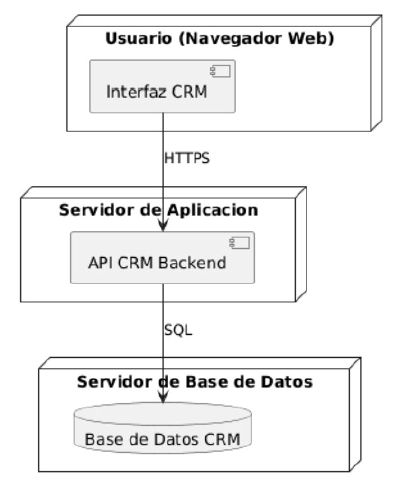 Usuario (Navegador Web)
Interfaz CRM
HTTPS
Servidor de Aplicacion
API CRM Backend
SQL
Servidor de Base de Datos
Base de Datos CRM